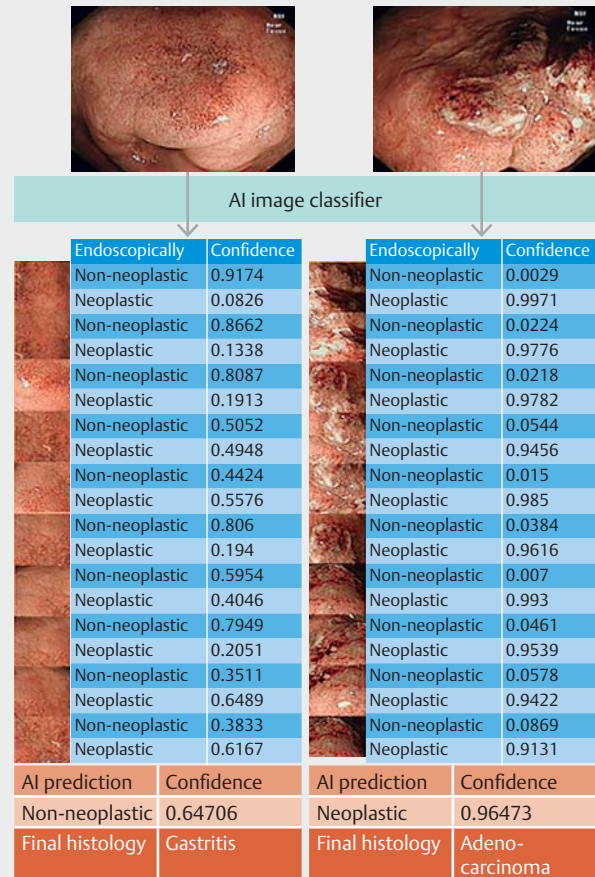 NBI
Near
Focus
NBI
Near
Focus
AI image classifier
Endoscopically Confidence
Non-neoplastic 0.9174
Neoplastic 0.0826
Non-neoplastic 0.8662
Neoplastic 0.1338
Non-neoplastic 0.8087
Neoplastic 0.1913
Non-neoplastic 0.5052
Neoplastic 0.4948
Non-neoplastic 0.4424
Neoplastic 0.5576
Non-neoplastic 0.806
Neoplastic 0.194
Non-neoplastic 0.5954
Neoplastic 0.4046
Non-neoplastic 0.7949
Neoplastic 0.2051
Non-neoplastic 0.3511
Neoplastic 0.6489
Non-neoplastic 0.3833
Neoplastic 0.6167
AI prediction Confidence
Non-neoplastic 0.64706
Final histology Gastritis
Endoscopically Confidence
Non-neoplastic 0.0029
Neoplastic 0.9971
Non-neoplastic 0.0224
Neoplastic 0.9776
Non-neoplastic 0.0218
Neoplastic 0.9782
Non-neoplastic 0.0544
Neoplastic 0.9456
Non-neoplastic 0.015
Neoplastic 0.985
Non-neoplastic 0.0384
Neoplastic 0.9616
Non-neoplastic 0.007
Neoplastic 0.993
Non-neoplastic 0.0461
Neoplastic 0.9539
Non-neoplastic 0.0578
Neoplastic 0.9422
Non-neoplastic 0.0869
Neoplastic 0.9131
AI prediction Confidence
Neoplastic 0.96473
Final histology Adeno-
carcinoma